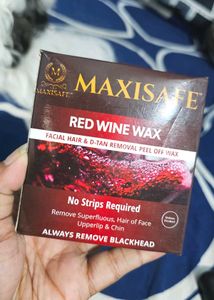 MAXISAFE
MAXISAFE
RED WINE WAX
FACIAL HAIR & D-TAN REMOVAL PEEL OFF WAX
No Strips Required
Remove Superfluous, Hair of Face
Upperlip & Chin
ALWAYS REMOVE BLACKHEAD